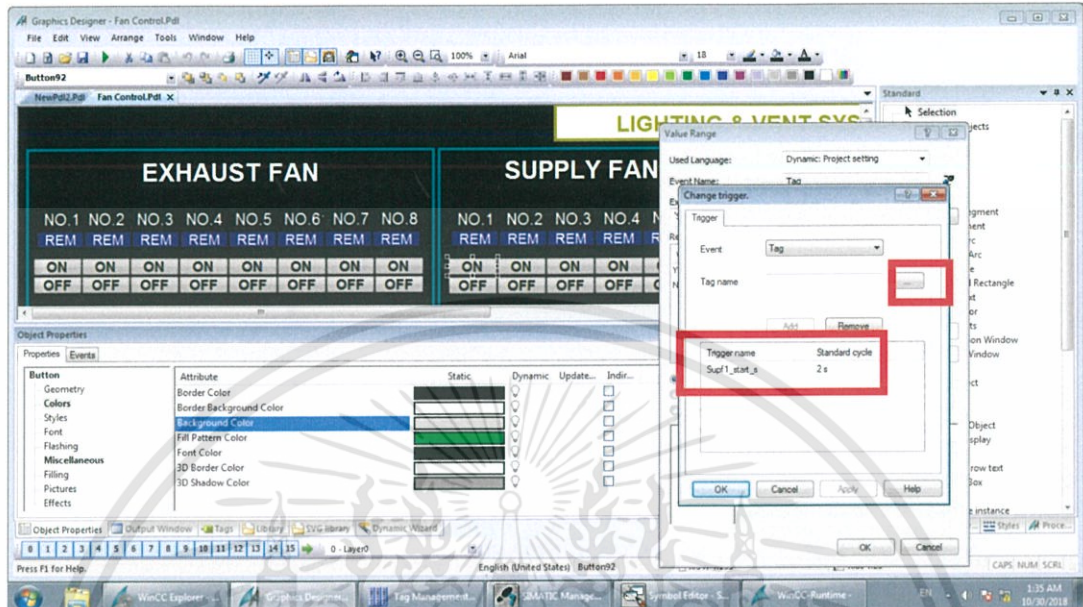 Graphics Designer - Fan Control.Pdl
File Edit View Arrange Tools Window Help
100% Arial 18
Button92
NewPdl2.Pdl Fan Control.Pdl X
Standard
Selection
LIGHTING & VENT SYS
EXHAUST FAN
SUPPLY FAN
NO.1 NO.2 NO.3 NO.4 NO.5 NO.6 NO.7 NO.8
REM REM REM REM REM REM REM REM
ON ON ON ON ON ON ON ON
OFF OFF OFF OFF OFF OFF OFF OFF
NO.1 NO.2 NO.3 NO.4
REM REM REM REM
ON ON ON ON
OFF OFF OFF OFF
Value Range
Used Language: Dynamic: Project setting
Event Name: Tag
Change trigger.
Trigger
Event Tag
Tag name ...
Add Remove
Trigger name Standard cycle
Supf1_start_s 2 s
OK Cancel Apply Help
OK Cancel
Rectangle
on Window
Window
Object
row text
instance
Styles Proce...
Object Properties
Properties Events
Button
Geometry
Colors
Styles
Font
Flashing
Miscellaneous
Filling
Pictures
Effects
Attribute Static Dynamic Update... Indir...
Border Color
Border Background Color
Background Color
Fill Pattern Color
Font Color
3D Border Color
3D Shadow Color
Object Properties Output Window Tags Library SVG library Dynamic Wizard
0 1 2 3 4 5 6 7 8 9 10 11 12 13 14 15 0 - Layer0
Press F1 for Help. English (United States) Button92 CAPS NUM SCRL
WinCC Explorer - ... Graphics Designer... Tag Management... SIMATIC Manage... Symbol Editor - S... WinCC-Runtime - EN 1:35 AM
10/30/2018